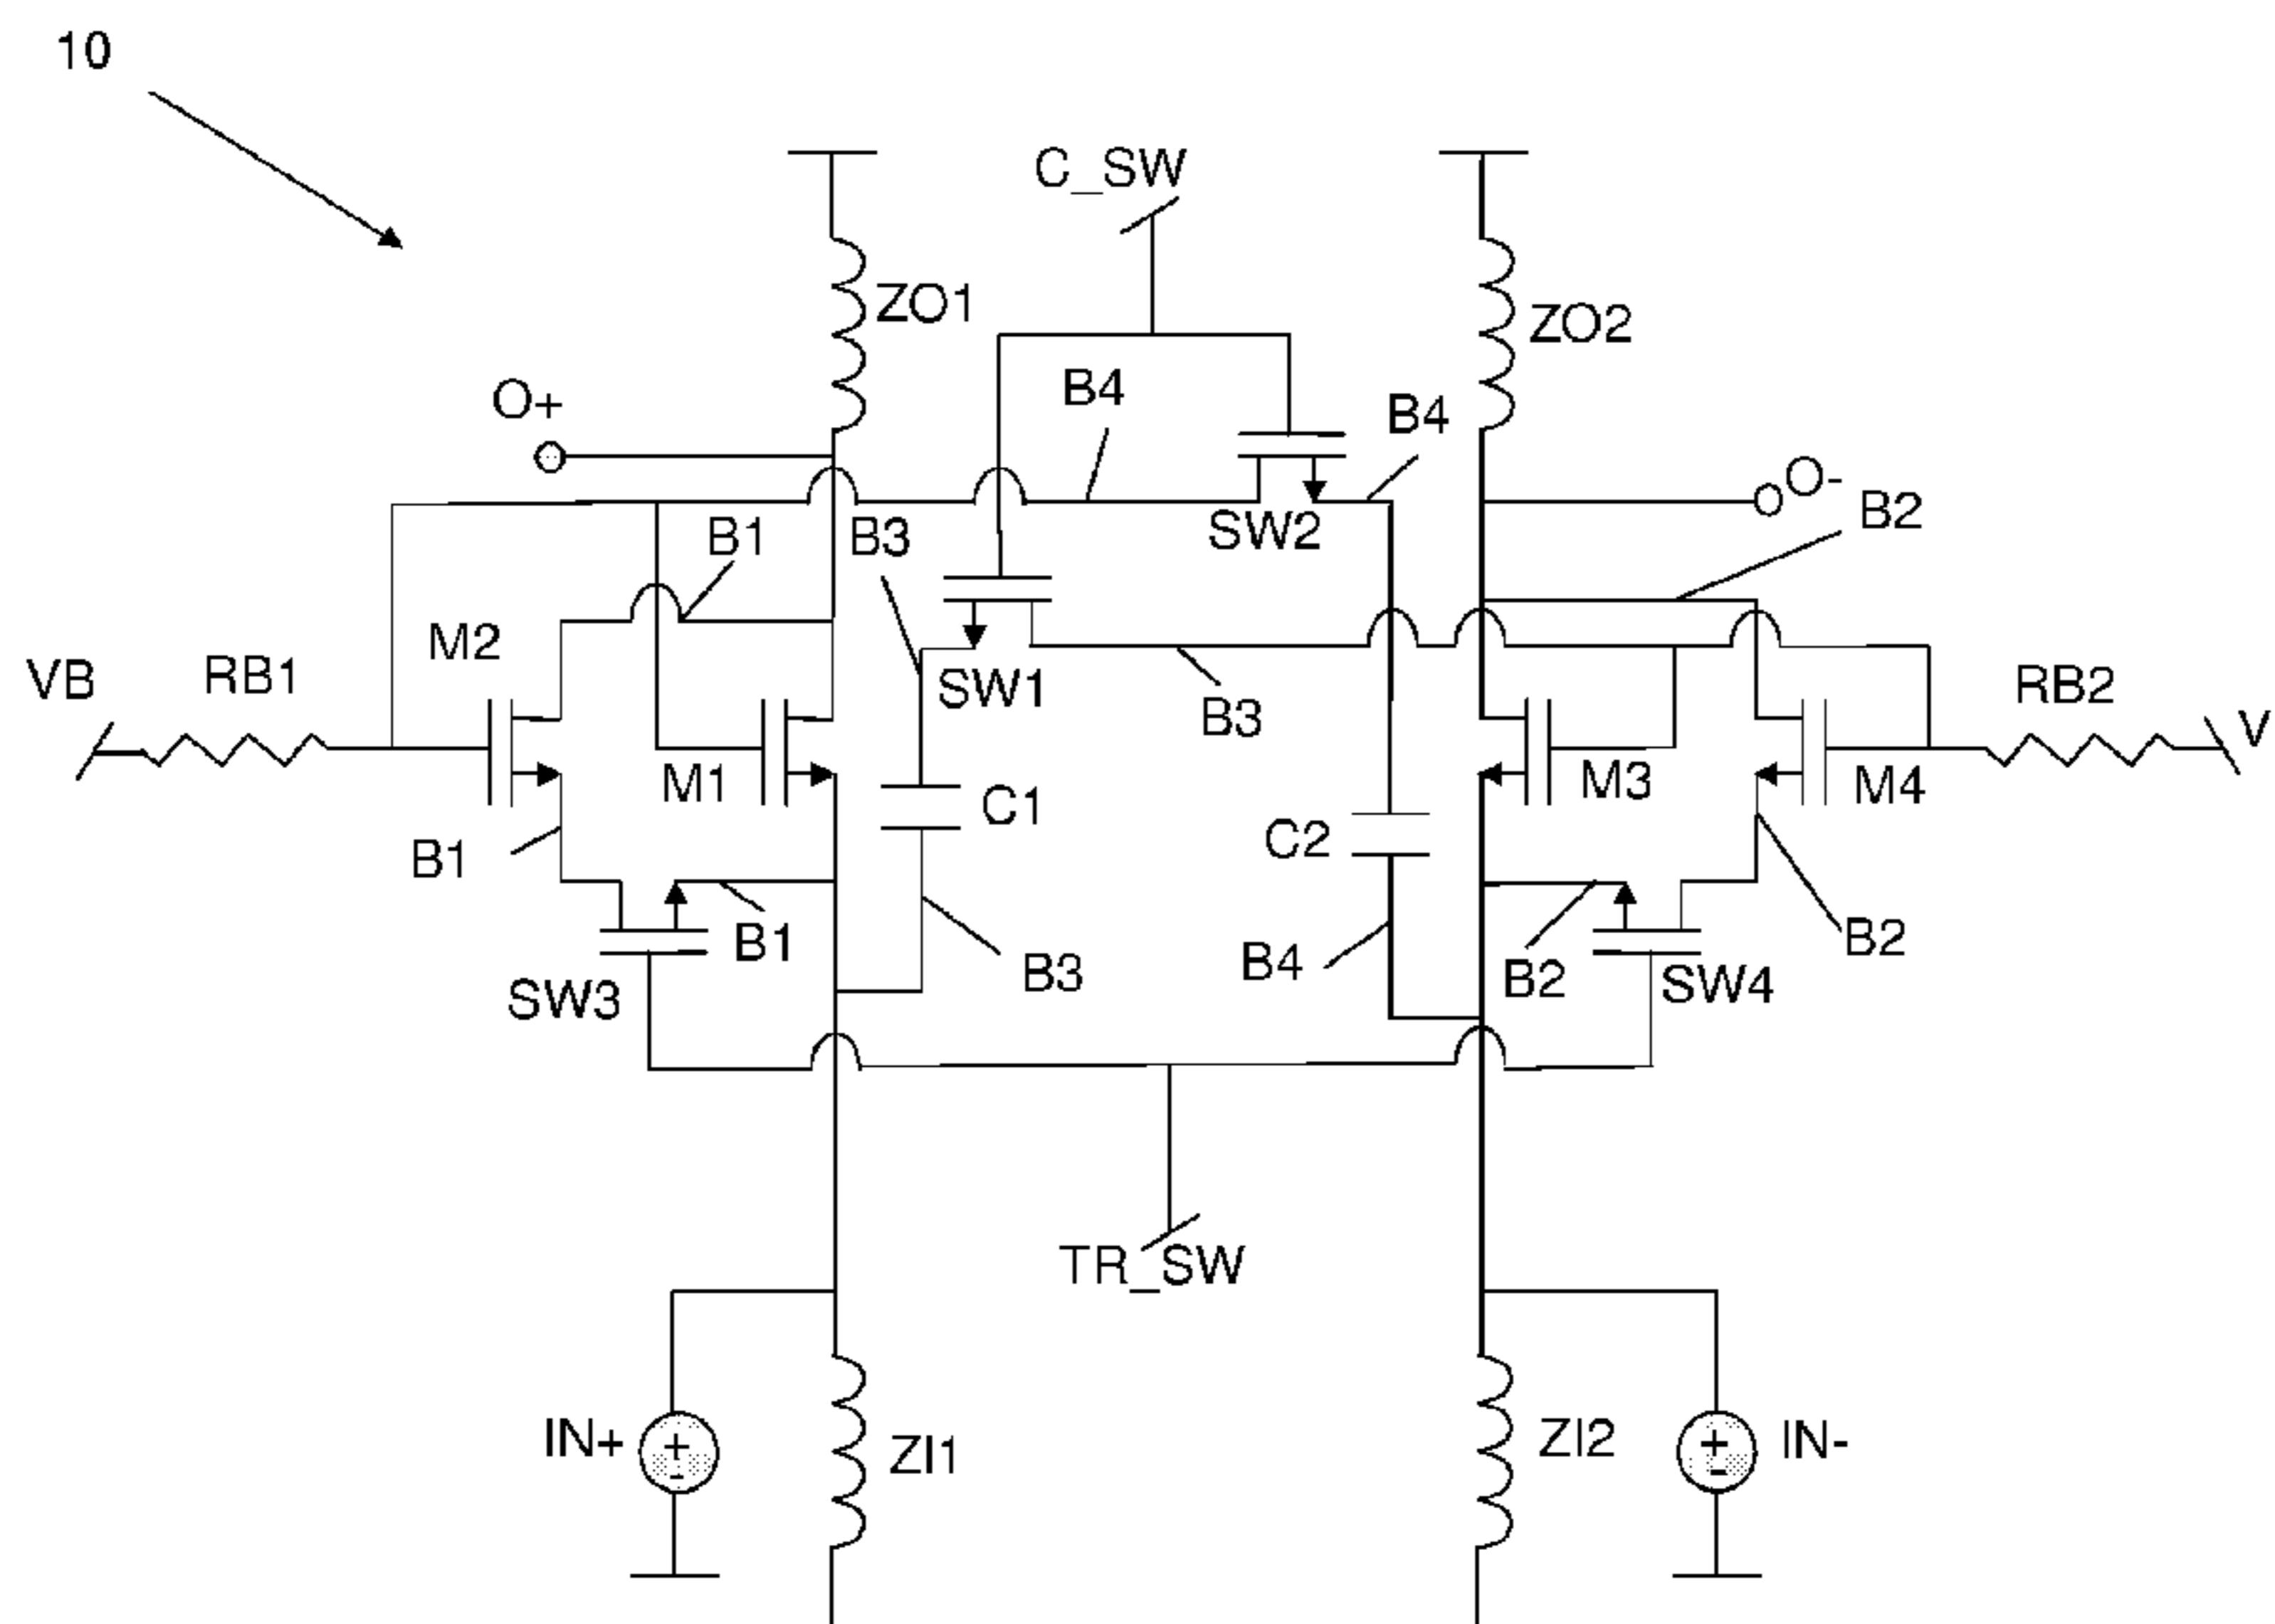 10
C_SW
ZO1
ZO2
B4
O+
B4
O-
B2
B1
B3
SW2
M2
VB
RB1
SW1
B3
RB2
V
M1
C1
M3
M4
C2
B1
B1
B3
B4
B2
B2
SW3
SW4
TR_SW
IN+
ZI1
ZI2
IN-